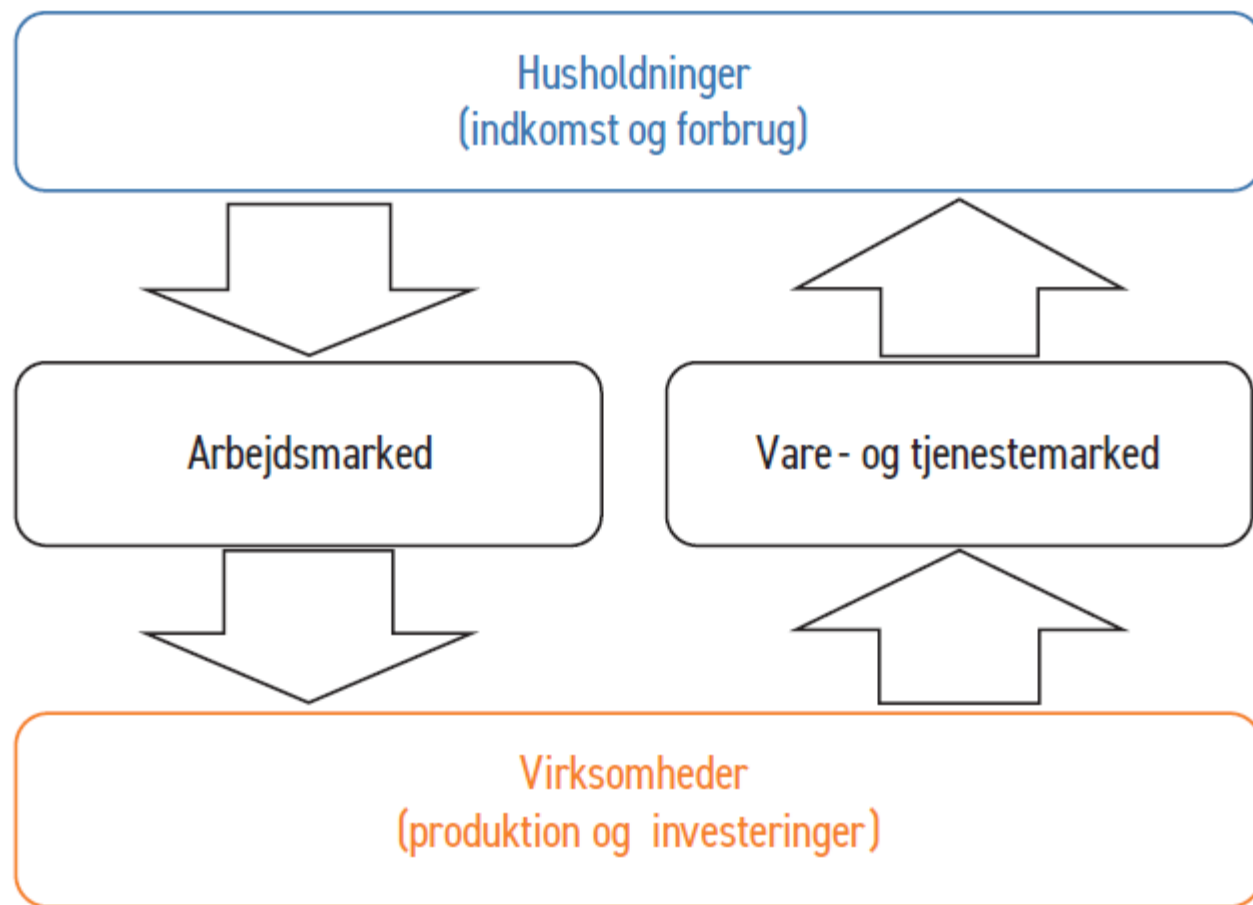 Husholdninger
(indkomst og forbrug)
Arbejdsmarked
Vare- og tjenestemarked
Virksomheder
(produktion og investeringer)